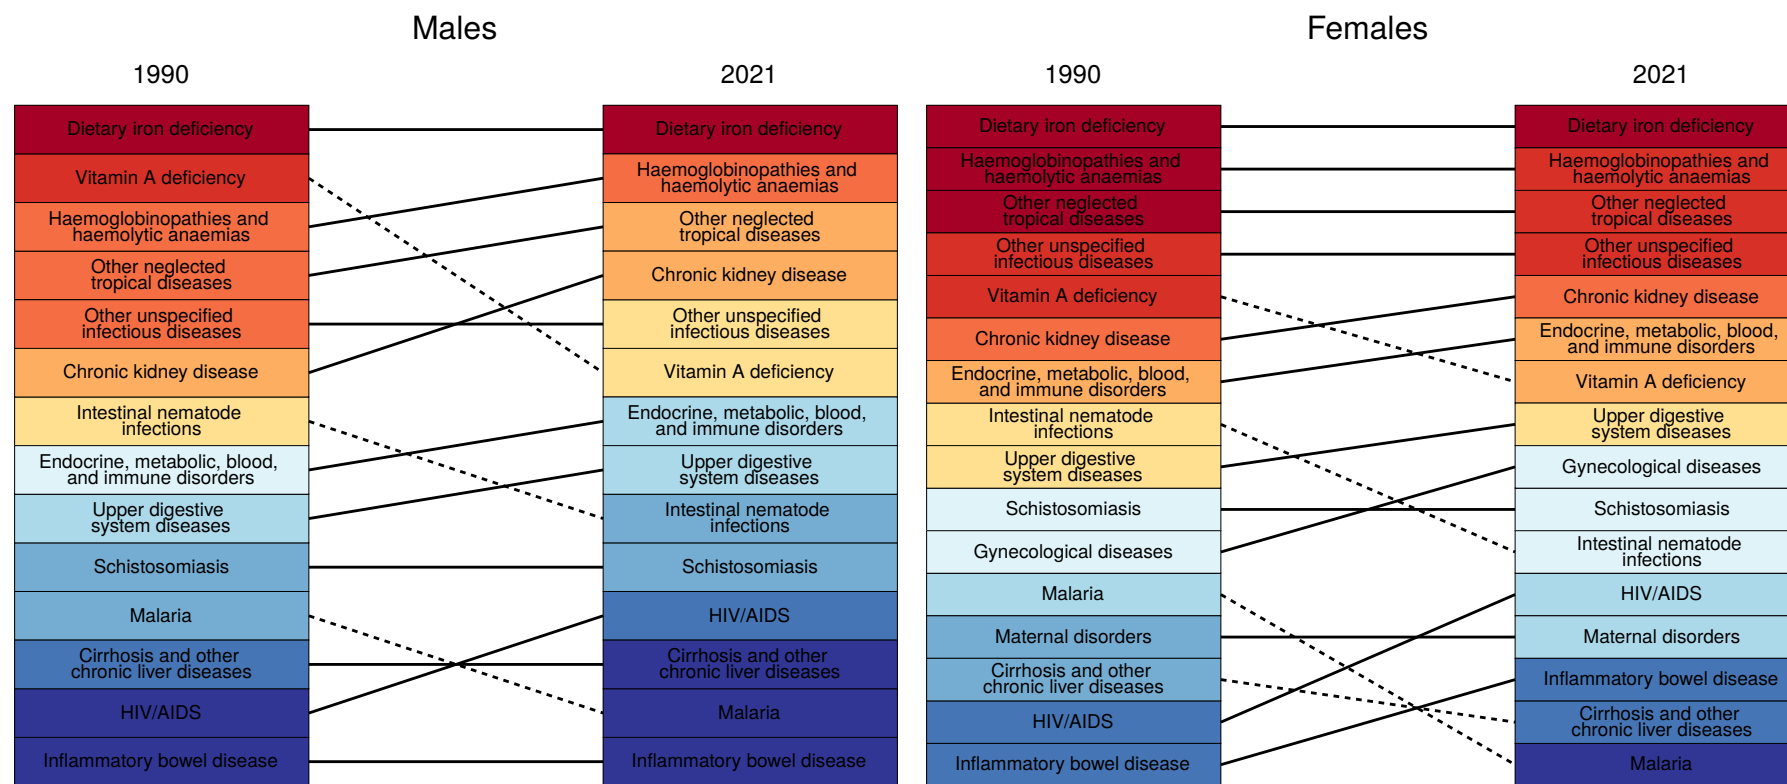 Males
1990
2021
Dietary iron deficiency
Vitamin A deficiency
Haemoglobinopathies and
haemolytic anaemias
Other neglected
tropical diseases
Other unspecified
infectious diseases
Chronic kidney disease
Intestinal nematode
infections
Endocrine, metabolic, blood,
and immune disorders
Upper digestive
system diseases
Schistosomiasis
Malaria
Cirrhosis and other
chronic liver diseases
HIV/AIDS
Inflammatory bowel disease
Dietary iron deficiency
Haemoglobinopathies and
haemolytic anaemias
Other neglected
tropical diseases
Chronic kidney disease
Other unspecified
infectious diseases
Vitamin A deficiency
Endocrine, metabolic, blood,
and immune disorders
Upper digestive
system diseases
Intestinal nematode
infections
Schistosomiasis
HIV/AIDS
Cirrhosis and other
chronic liver diseases
Malaria
Inflammatory bowel disease
Females
1990
2021
Dietary iron deficiency
Haemoglobinopathies and
haemolytic anaemias
Other neglected
tropical diseases
Other unspecified
infectious diseases
Vitamin A deficiency
Chronic kidney disease
Endocrine, metabolic, blood,
and immune disorders
Intestinal nematode
infections
Upper digestive
system diseases
Schistosomiasis
Gynecological diseases
Malaria
Maternal disorders
Cirrhosis and other
chronic liver diseases
HIV/AIDS
Inflammatory bowel disease
Dietary iron deficiency
Haemoglobinopathies and
haemolytic anaemias
Other neglected
tropical diseases
Other unspecified
infectious diseases
Chronic kidney disease
Endocrine, metabolic, blood,
and immune disorders
Vitamin A deficiency
Upper digestive
system diseases
Gynecological diseases
Schistosomiasis
Intestinal nematode
infections
HIV/AIDS
Maternal disorders
Inflammatory bowel disease
Cirrhosis and other
chronic liver diseases
Malaria